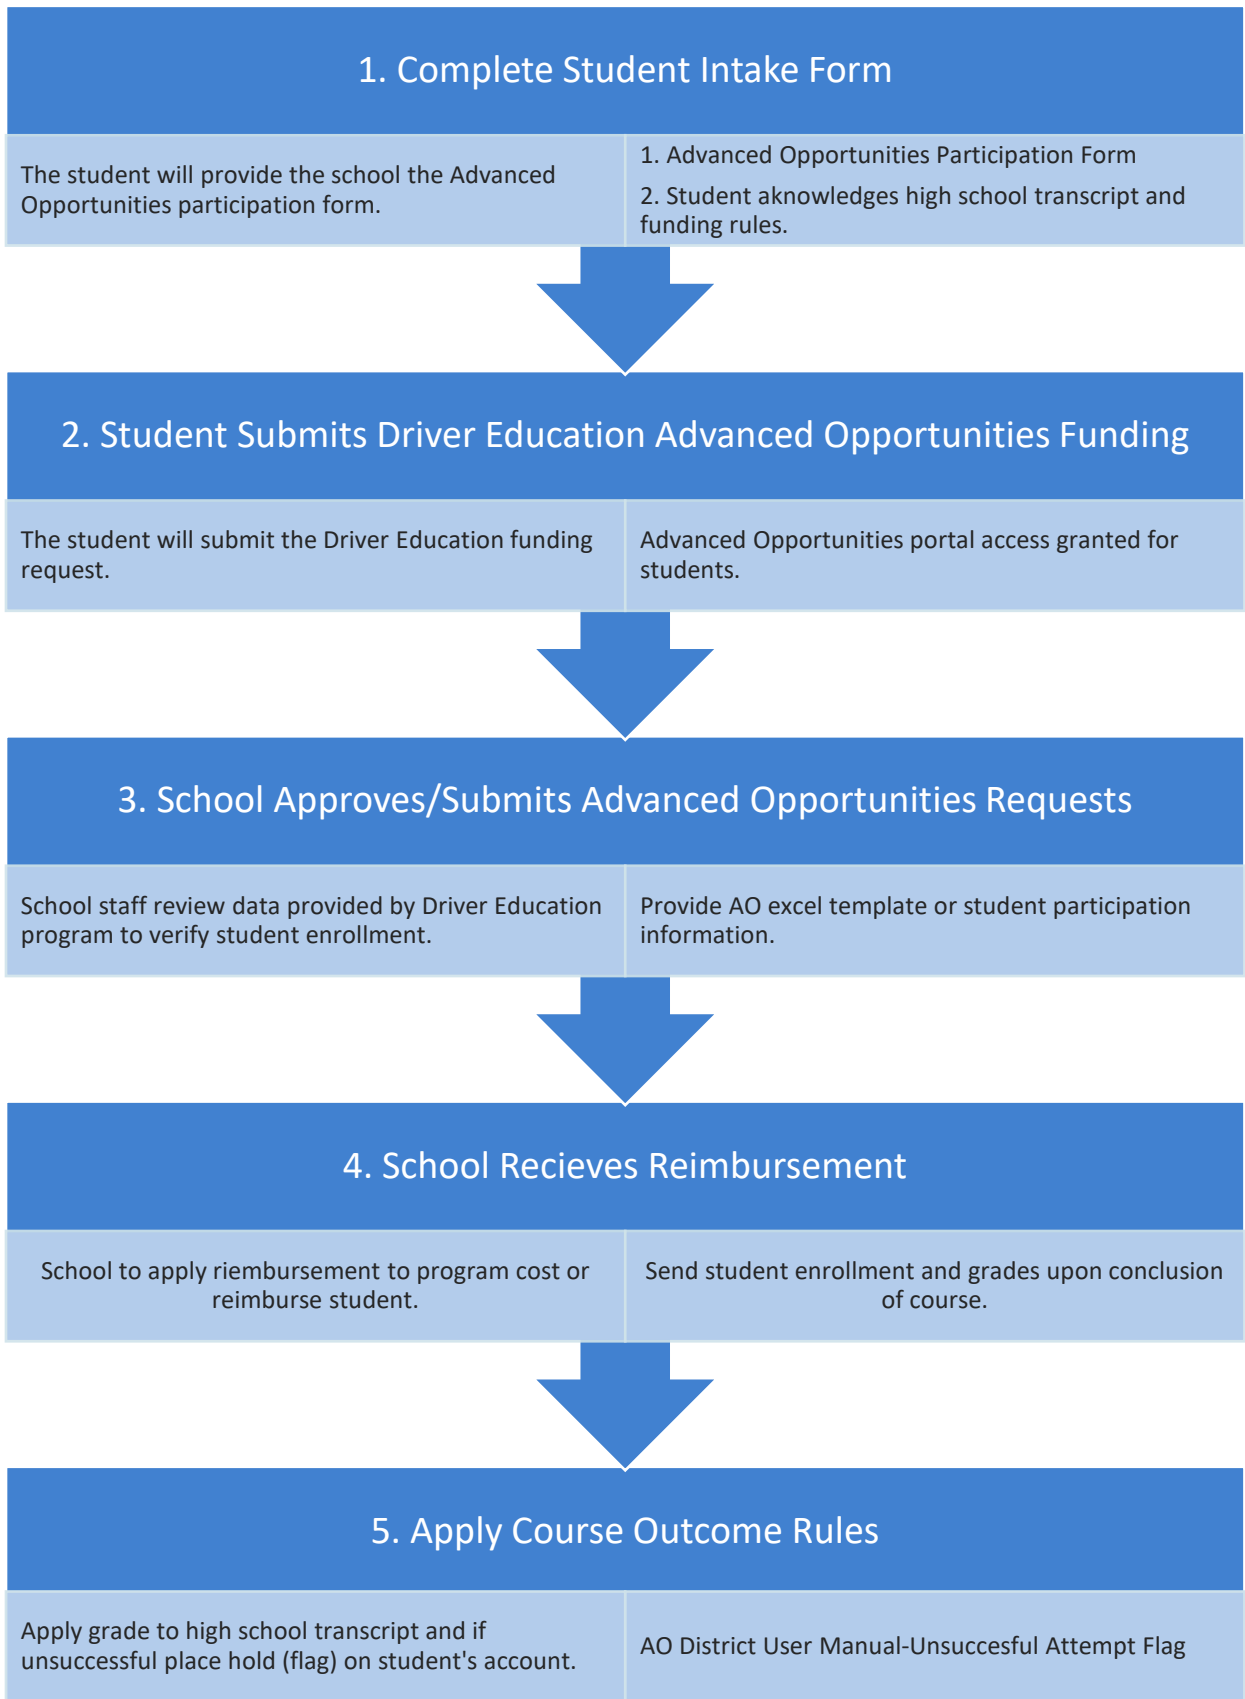 1. Complete Student Intake Form
The student will provide the school the Advanced
Opportunities participation form.
1. Advanced Opportunities Participation Form
2. Student aknowledges high school transcript and
funding rules.
2. Student Submits Driver Education Advanced Opportunities Funding
The student will submit the Driver Education funding
request.
Advanced Opportunities portal access granted for
students.
3. School Approves/Submits Advanced Opportunities Requests
School staff review data provided by Driver Education
program to verify student enrollment.
Provide AO excel template or student participation
information.
4. School Recieves Reimbursement
School to apply riembursement to program cost or
reimburse student.
Send student enrollment and grades upon conclusion
of course.
5. Apply Course Outcome Rules
Apply grade to high school transcript and if
unsuccessful place hold (flag) on student's account.
AO District User Manual-Unsuccesful Attempt Flag